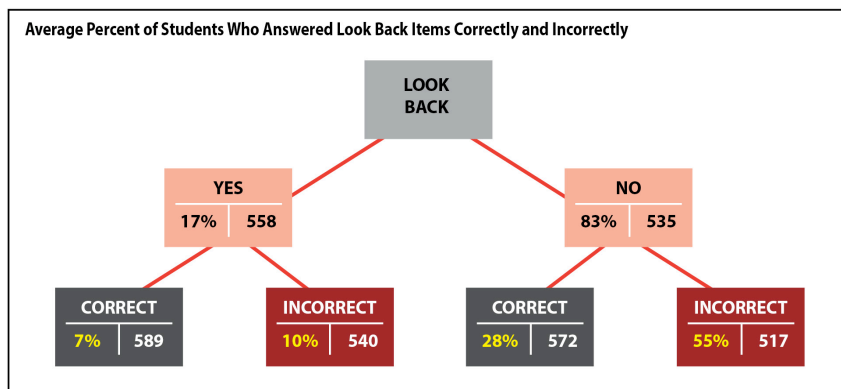 Average Percent of Students Who Answered Look Back Items Correctly and Incorrectly
LOOK
BACK
YES
17% 558
NO
83% 535
CORRECT
7% 589
INCORRECT
10% 540
CORRECT
28% 572
INCORRECT
55% 517